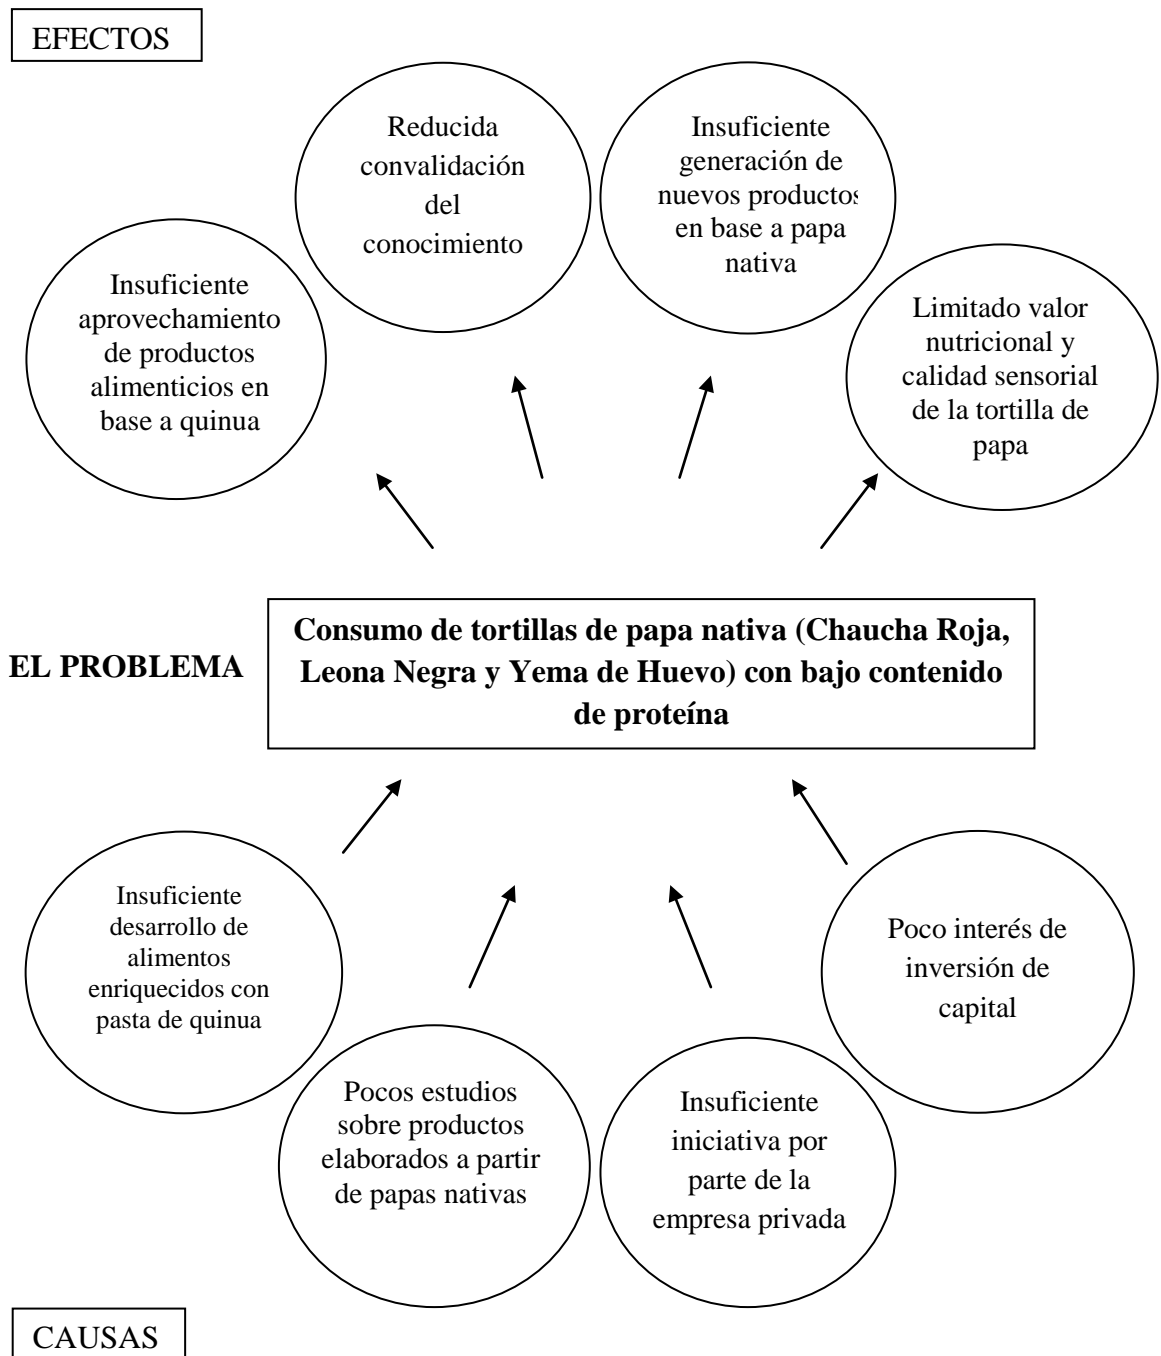 EFECTOS
Reducida
convalidación
del
conocimiento
Insuficiente
generación de
nuevos productos
en base a papa
nativa
Insuficiente
aprovechamiento
de productos
alimenticios en
base a quinua
Limitado valor
nutricional y
calidad sensorial
de la tortilla de
papa
EL PROBLEMA
Consumo de tortillas de papa nativa (Chaucha Roja,
Leona Negra y Yema de Huevo) con bajo contenido
de proteína
Insuficiente
desarrollo de
alimentos
enriquecidos con
pasta de quinua
Pocos estudios
sobre productos
elaborados a partir
de papas nativas
Insuficiente
iniciativa por
parte de la
empresa privada
Poco interés de
inversión de
capital
CAUSAS